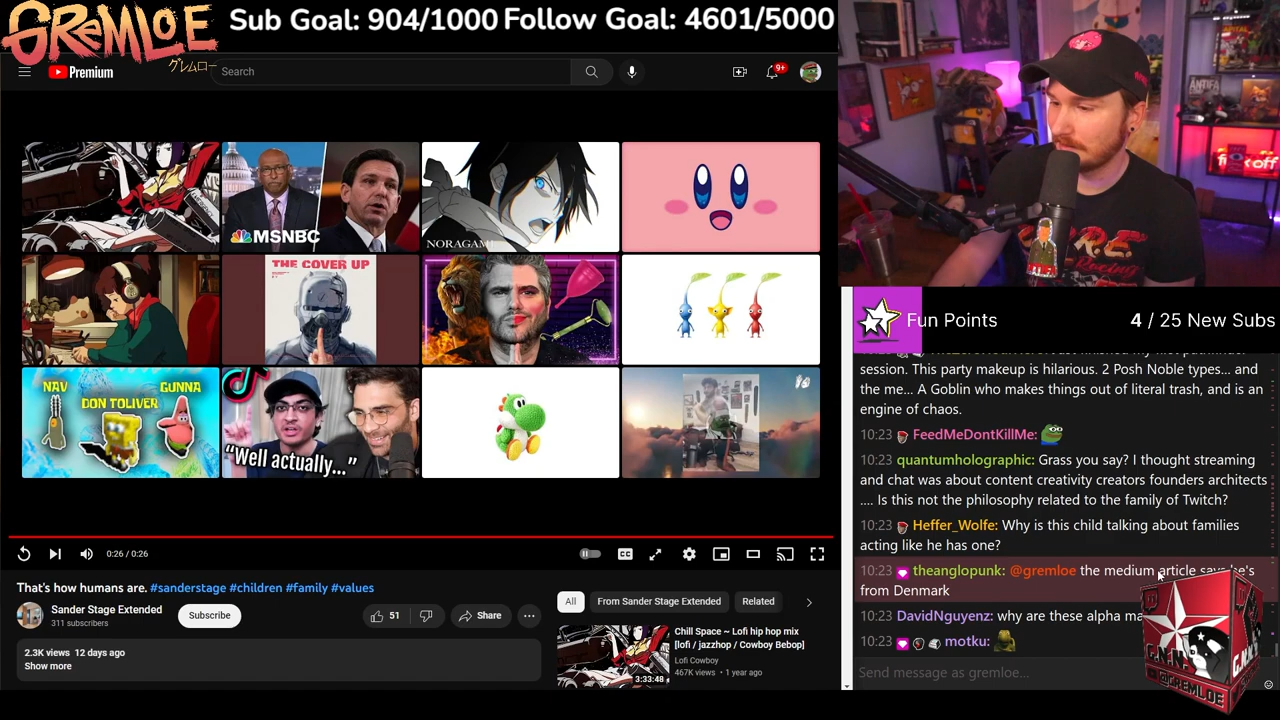 GREMLOE
グレムロー
Sub Goal: 904/1000 Follow Goal: 4601/5000
Premium
Search
9+
MSNBC
NORAGAMI
THE COVER UP
NAV
DON TOLIVER
GUNNA
"Well actually..."
0:26 / 0:26
CC
That's how humans are. #sanderstage #children #family #values
Sander Stage Extended
311 subscribers
Subscribe
51
Share
2.3K views 12 days ago
Show more
All
From Sander Stage Extended
Related
Chill Space ~ Lofi hip hop mix
[lofi / jazzhop / Cowboy Bebop]
Lofi Cowboy
467K views • 1 year ago
3:33:48
ANTIFA
fuck off
Racing
Fun Points
4 / 25 New Subs
session. This party makeup is hilarious. 2 Posh Noble types... and
the me... A Goblin who makes things out of literal trash, and is an
engine of chaos.
10:23 FeedMeDontKillMe:
10:23 quantumholographic: Grass you say? I thought streaming
and chat was about content creativity creators founders architects
.... Is this not the philosophy related to the family of Twitch?
10:23 Heffer_Wolfe: Why is this child talking about families
acting like he has one?
10:23 theanglopunk: @gremloe the medium article says he's
from Denmark
10:23 DavidNguyenz: why are these alpha ma
10:23 motku:
Send message as gremloe...
G.N.N.
@GREMLOE